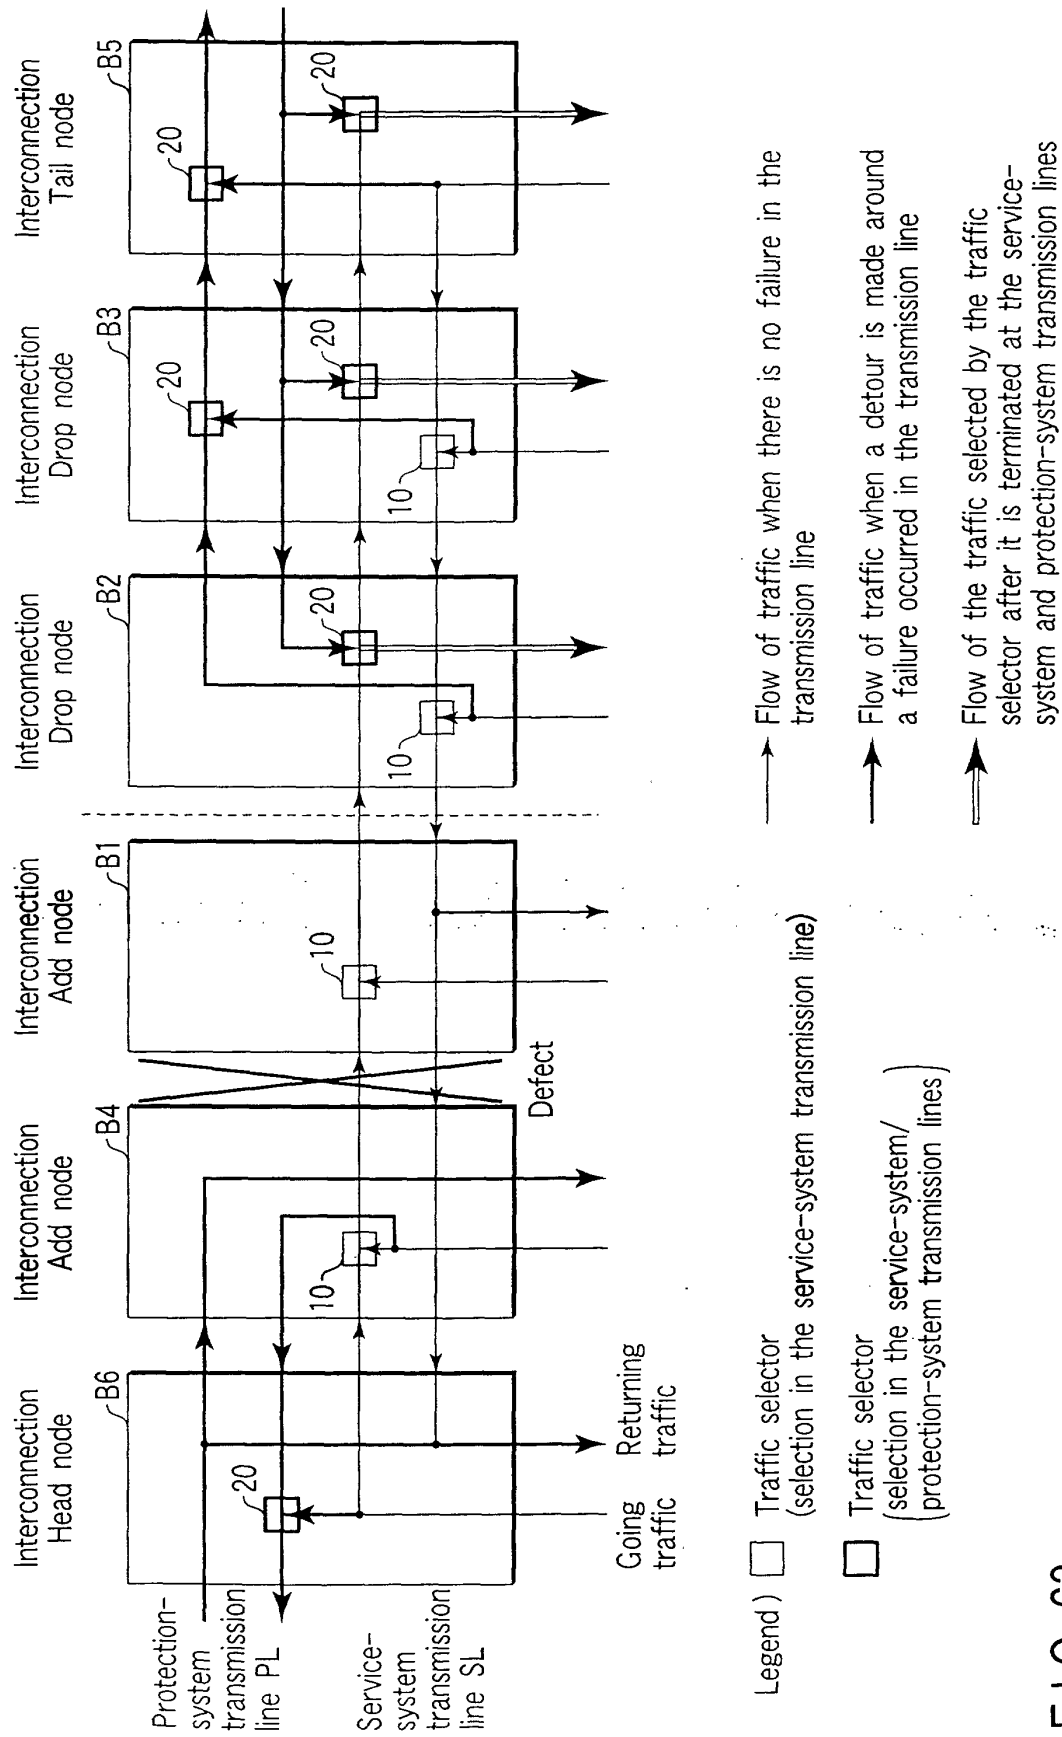 Interconnection
Head node
Interconnection
Add node
Interconnection
Add node
Interconnection
Drop node
Interconnection
Drop node
Interconnection
Tail node
B6
B4
B1
B2
B3
B5
Protection-
system
transmission
line PL
Service-
system
transmission
line SL
20
10
10
10
20
20
10
20
20
20
Defect
Going
traffic
Returning
traffic
Legend)
Traffic selector
(selection in the service-system transmission line)
Traffic selector
(selection in the service-system/
protection-system transmission lines)
Flow of traffic when there is no failure in the
transmission line
Flow of traffic when a detour is made around
a failure occurred in the transmission line
Flow of the traffic selected by the traffic
selector after it is terminated at the service-
system and protection-system transmission lines